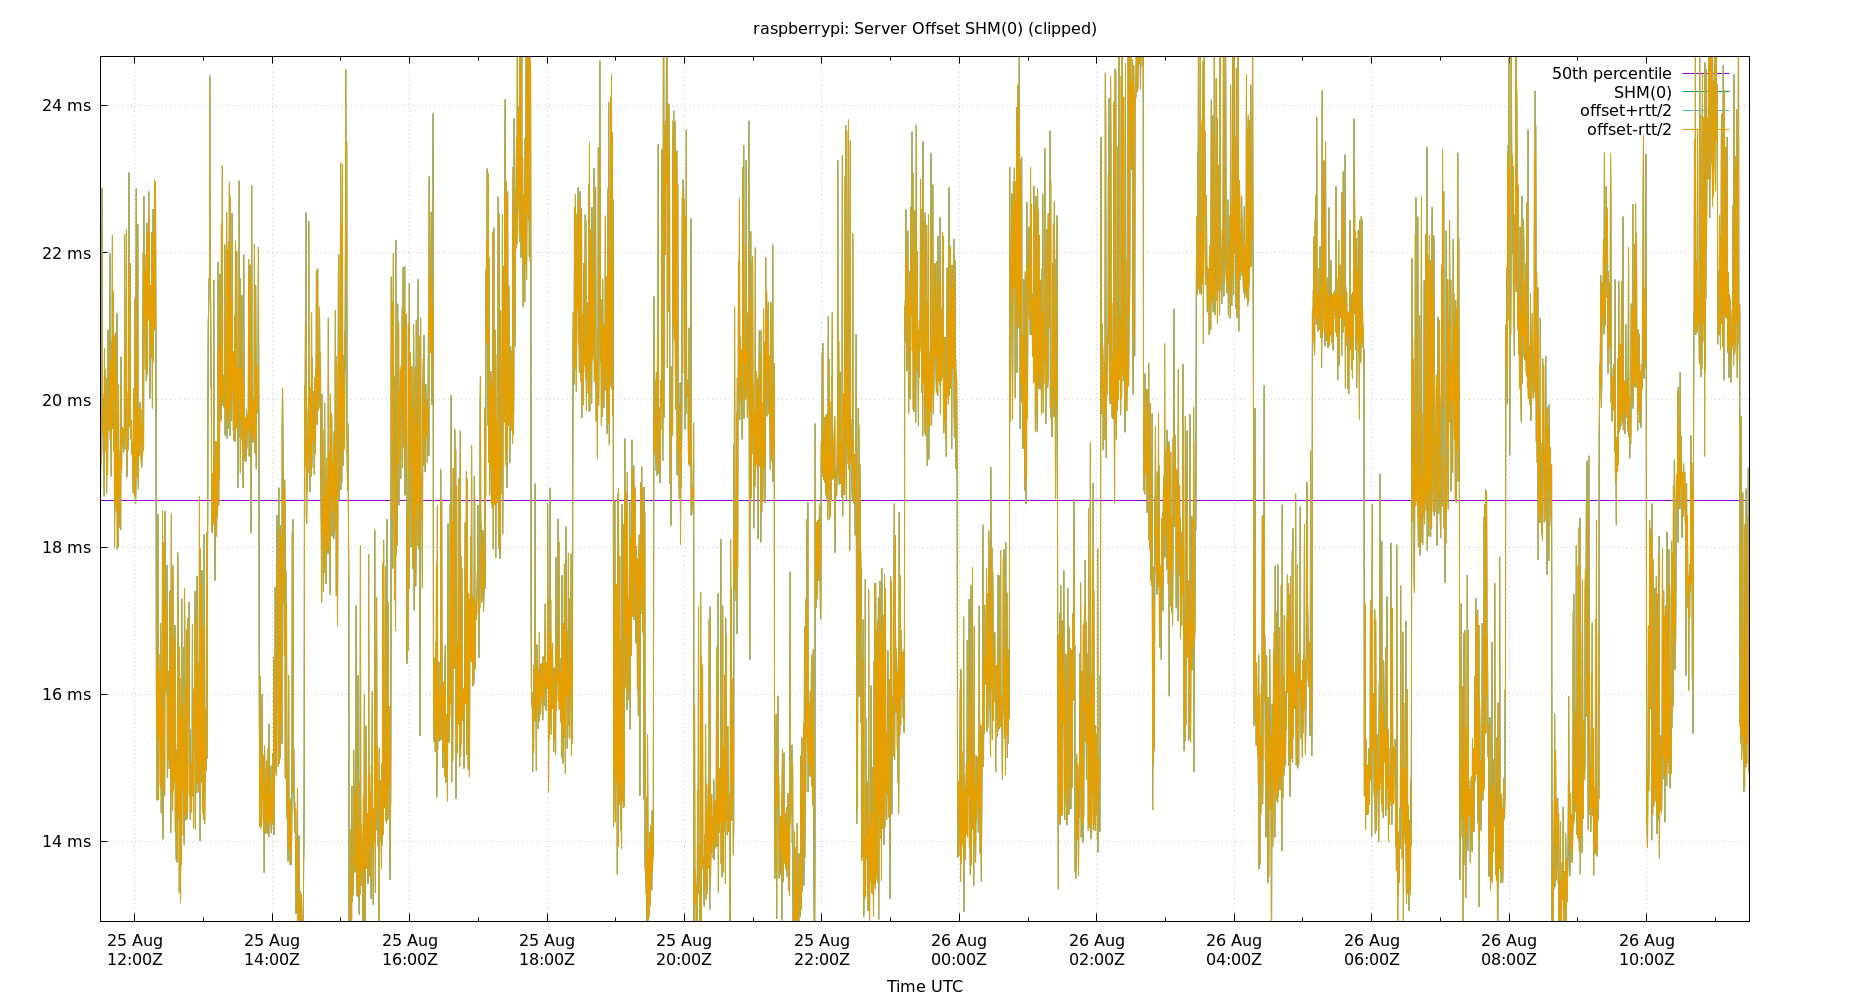 raspberrypi: Server Offset SHM(0) (clipped)
50th percentile
SHM(0)
offset+rtt/2
offset-rtt/2
24 ms
22 ms
20 ms
18 ms
16 ms
14 ms
25 Aug 25 Aug 25 Aug 25 Aug 25 Aug 25 Aug 26 Aug 26 Aug 26 Aug 26 Aug 26 Aug 26 Aug
12:00Z 14:00Z 16:00Z 18:00Z 20:00Z 22:00Z 00:00Z 02:00Z 04:00Z 06:00Z 08:00Z 10:00Z
Time UTC